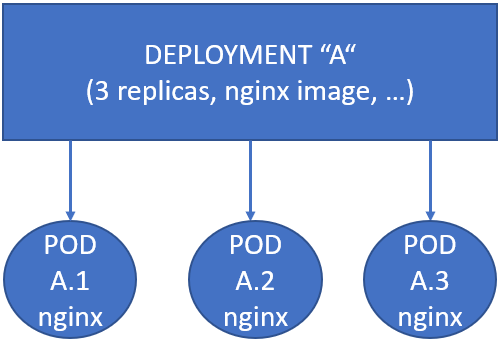 DEPLOYMENT “A“
(3 replicas, nginx image, …)
POD
A.1
nginx
POD
A.2
nginx
POD
A.3
nginx